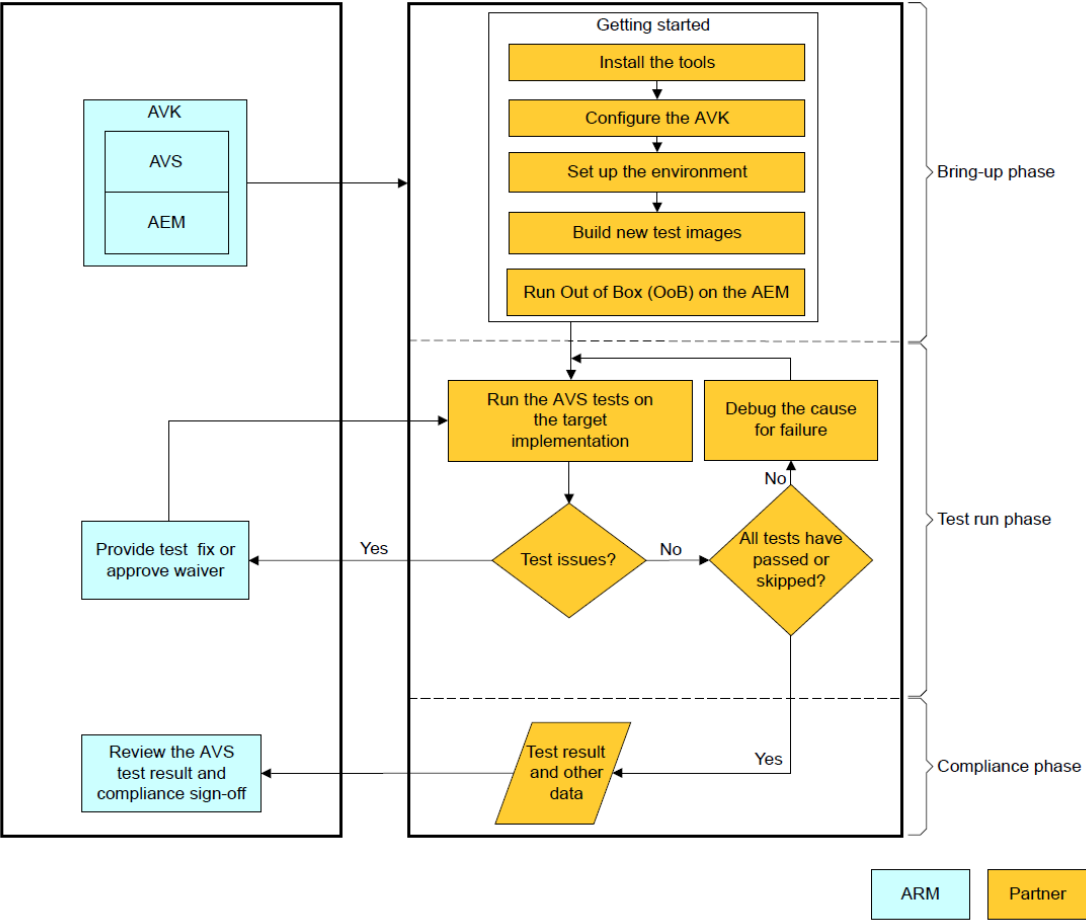 Getting started
Install the tools
Configure the AVK
Set up the environment
Build new test images
Run Out of Box (OoB) on the AEM
AVK
AVS
AEM
Bring-up phase
Run the AVS tests on
the target
implementation
Debug the cause
for failure
No
Provide test fix or
approve waiver
Yes
Test issues?
No
All tests have
passed or
skipped?
Test run phase
Review the AVS
test result and
compliance sign-off
Test result
and other
data
Yes
Compliance phase
ARM
Partner